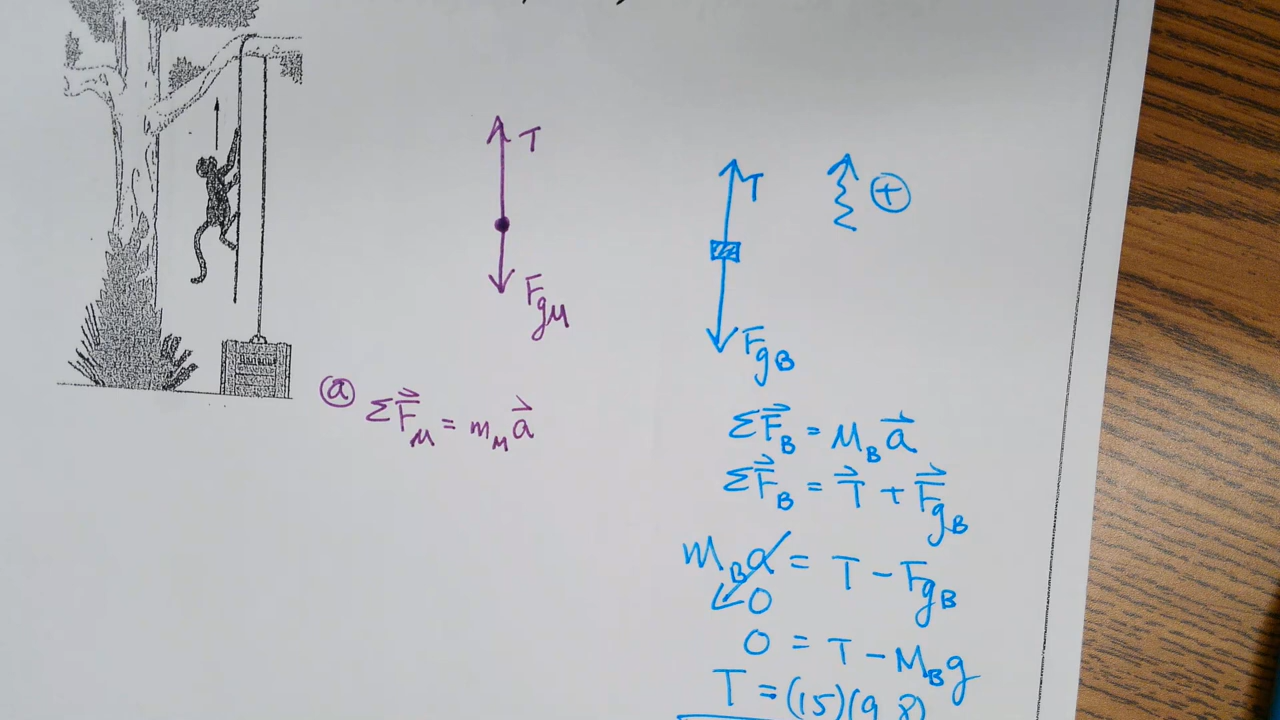 T
F_gM
ⓐ ΣF⃗_M = m_M a⃗
T
⊕
F_gB
ΣF⃗_B = M_B a⃗
ΣF⃗_B = T⃗ + F⃗_gB
m_B a = T - F_gB
0
0 = T - M_B g
T = (15)(9.8)